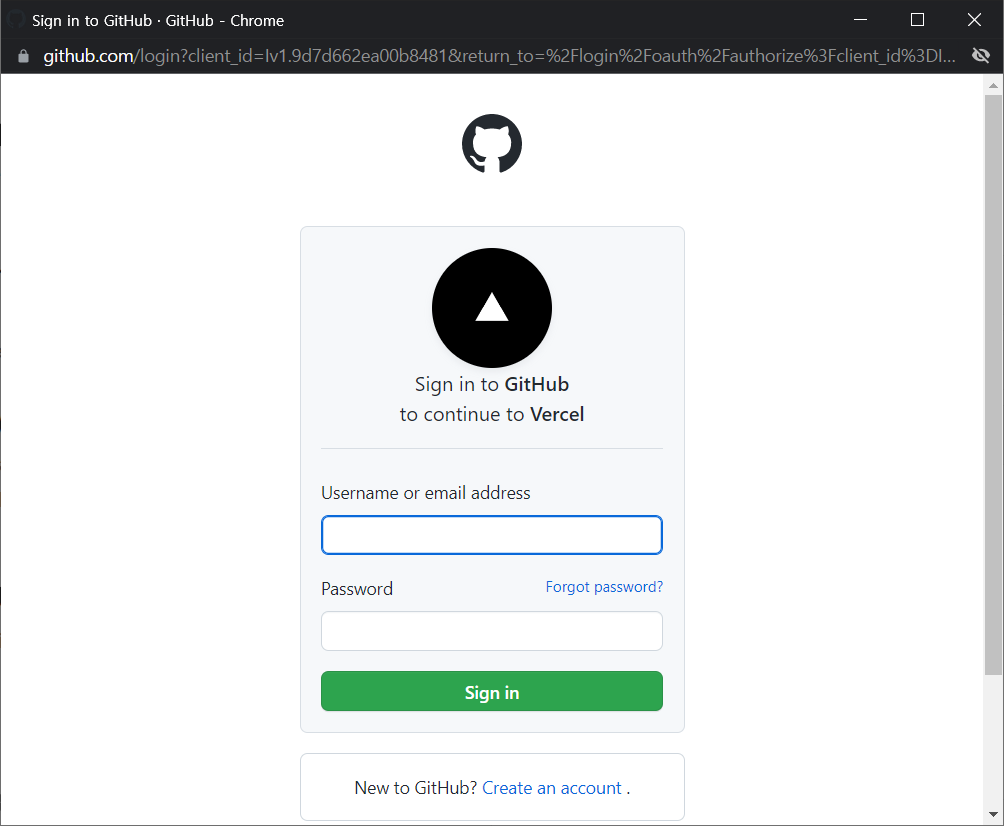 Sign in to GitHub · GitHub - Chrome
github.com/login?client_id=Iv1.9d7d662ea00b8481&return_to=%2Flogin%2Foauth%2Fauthorize%3Fclient_id%3DI...
Sign in to GitHub
to continue to Vercel
Username or email address
Password
Forgot password?
Sign in
New to GitHub? Create an account .